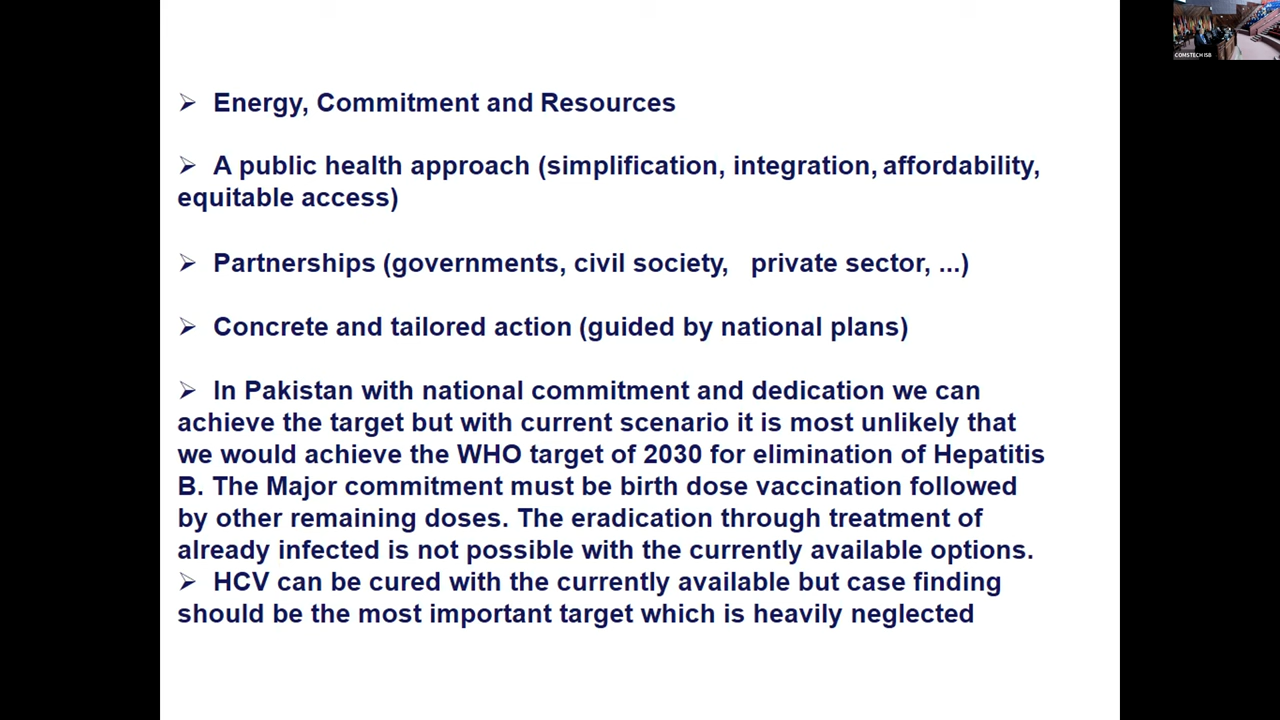 ➢ Energy, Commitment and Resources
➢ A public health approach (simplification, integration, affordability,
equitable access)
➢ Partnerships (governments, civil society, private sector, ...)
➢ Concrete and tailored action (guided by national plans)
➢ In Pakistan with national commitment and dedication we can
achieve the target but with current scenario it is most unlikely that
we would achieve the WHO target of 2030 for elimination of Hepatitis
B. The Major commitment must be birth dose vaccination followed
by other remaining doses. The eradication through treatment of
already infected is not possible with the currently available options.
➢ HCV can be cured with the currently available but case finding
should be the most important target which is heavily neglected
COMSTECH ISB